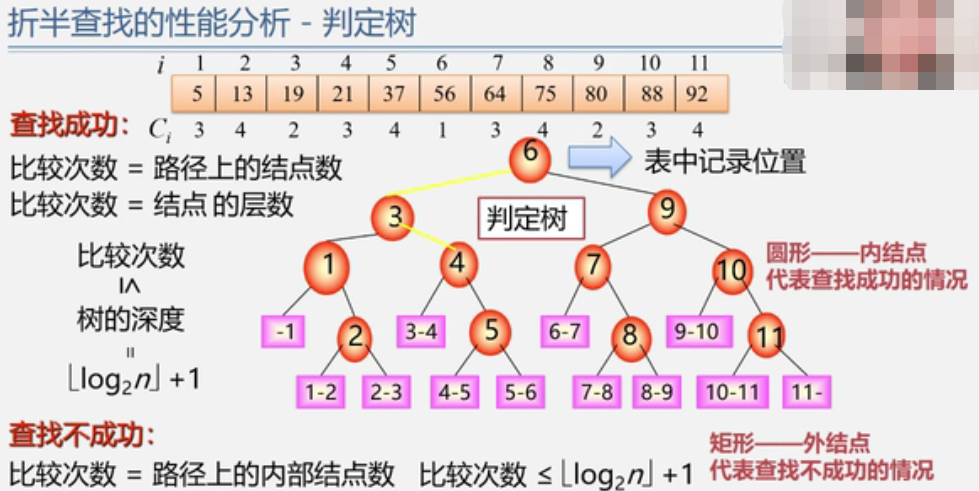 折半查找的性能分析 - 判定树
i 1 2 3 4 5 6 7 8 9 10 11
5 13 19 21 37 56 64 75 80 88 92
查找成功: Ci 3 4 2 3 4 1 3 4 2 3 4
比较次数 = 路径上的结点数
比较次数 = 结点的层数
6
表中记录位置
3
判定树
9
比较次数
≤
树的深度
=
⌊log₂n⌋ +1
1
4
7
10
圆形——内结点
代表查找成功的情况
-1
2
3-4
5
6-7
8
9-10
11
1-2
2-3
4-5
5-6
7-8
8-9
10-11
11-
查找不成功:
比较次数 = 路径上的内部结点数 比较次数 ≤ ⌊log₂n⌋ +1
矩形——外结点
代表查找不成功的情况